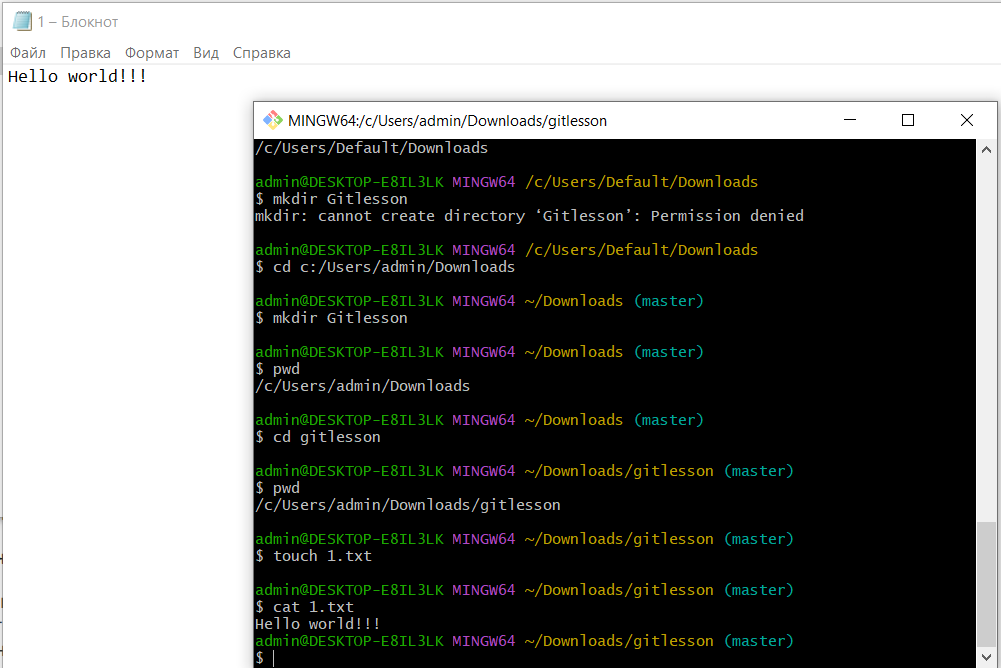 1 – Блокнот
Файл Правка Формат Вид Справка
Hello world!!!
MINGW64:/c/Users/admin/Downloads/gitlesson
/c/Users/Default/Downloads
admin@DESKTOP-E8IL3LK MINGW64 /c/Users/Default/Downloads
$ mkdir Gitlesson
mkdir: cannot create directory ‘Gitlesson’: Permission denied
admin@DESKTOP-E8IL3LK MINGW64 /c/Users/Default/Downloads
$ cd c:/Users/admin/Downloads
admin@DESKTOP-E8IL3LK MINGW64 ~/Downloads (master)
$ mkdir Gitlesson
admin@DESKTOP-E8IL3LK MINGW64 ~/Downloads (master)
$ pwd
/c/Users/admin/Downloads
admin@DESKTOP-E8IL3LK MINGW64 ~/Downloads (master)
$ cd gitlesson
admin@DESKTOP-E8IL3LK MINGW64 ~/Downloads/gitlesson (master)
$ pwd
/c/Users/admin/Downloads/gitlesson
admin@DESKTOP-E8IL3LK MINGW64 ~/Downloads/gitlesson (master)
$ touch 1.txt
admin@DESKTOP-E8IL3LK MINGW64 ~/Downloads/gitlesson (master)
$ cat 1.txt
Hello world!!!
admin@DESKTOP-E8IL3LK MINGW64 ~/Downloads/gitlesson (master)
$